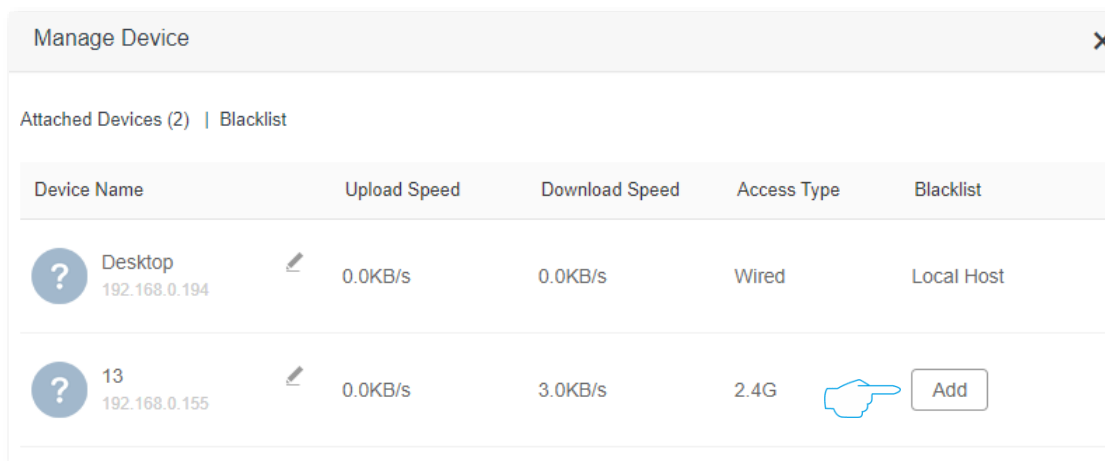 Manage Device
Attached Devices (2) | Blacklist
Device Name Upload Speed Download Speed Access Type Blacklist
? Desktop 0.0KB/s 0.0KB/s Wired Local Host
192.168.0.194
? 13 0.0KB/s 3.0KB/s 2.4G Add
192.168.0.155